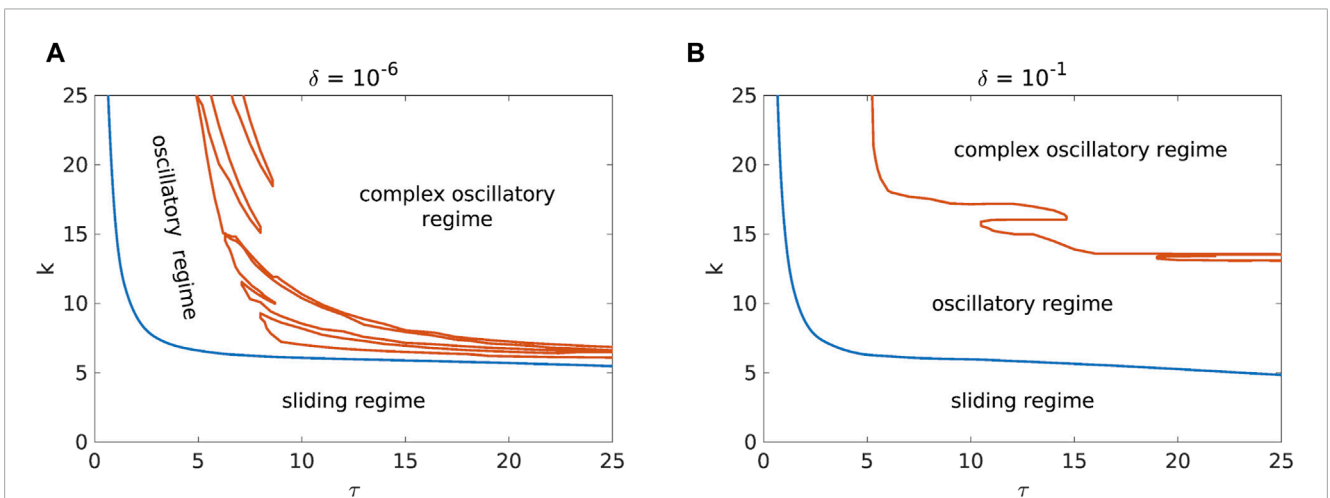 A
δ = 10-6
25
20
15
10
5
0
k
oscillatory regime
complex oscillatory
regime
sliding regime
0 5 10 15 20 25
τ
B
δ = 10-1
25
20
15
10
5
0
k
complex oscillatory regime
oscillatory regime
sliding regime
0 5 10 15 20 25
τ